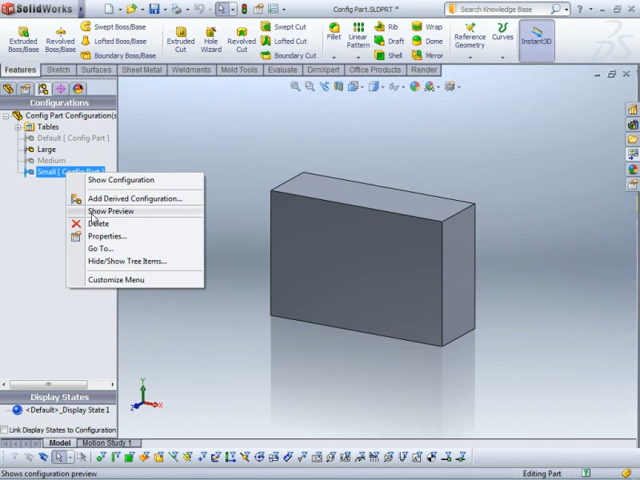 SolidWorks
Config Part.SLDPRT *
Search SolidWorks Help
Extruded Boss/Base
Revolved Boss/Base
Swept Boss/Base
Lofted Boss/Base
Boundary Boss/Base
Extruded Cut
Hole Wizard
Revolved Cut
Swept Cut
Lofted Cut
Boundary Cut
Fillet
Linear Pattern
Rib
Draft
Shell
Wrap
Dome
Mirror
Reference Geometry
Curves
Instant3D
Features
Sketch
Surfaces
Sheet Metal
Weldments
Mold Tools
Evaluate
DimXpert
Office Products
Render
Configurations
Config Part Configuration(s
Tables
Default [ Config Part ]
Large
Medium
Small [ Config Part ]
Show Configuration
Add Derived Configuration...
Show Preview
Delete
Properties...
Go To...
Hide/Show Tree Items...
Customize Menu
Y
X
Z
Display States
<Default>_Display State 1
Link Display States to Configuration
Model
Motion Study 1
Shows configuration preview
Editing Part